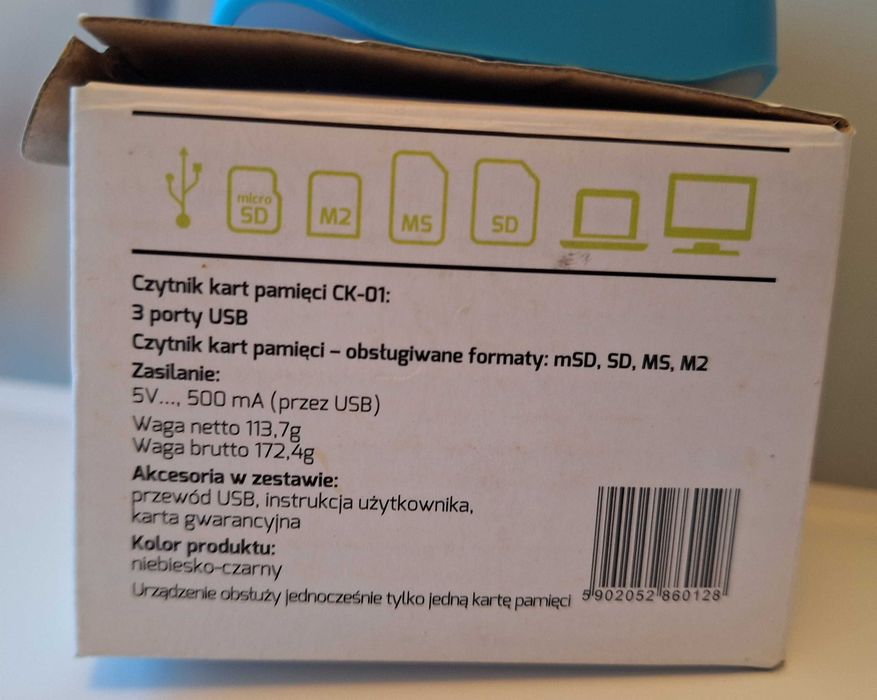 micro
SD
M2
MS
SD
Czytnik kart pamięci CK-01:
3 porty USB
Czytnik kart pamięci – obsługiwane formaty: mSD, SD, MS, M2
Zasilanie:
5V..., 500 mA (przez USB)
Waga netto 113,7g
Waga brutto 172,4g
Akcesoria w zestawie:
przewód USB, instrukcja użytkownika,
karta gwarancyjna
Kolor produktu:
niebiesko-czarny
Urządzenie obsłuży jednocześnie tylko jedną kartę pamięci
5 902052 860128